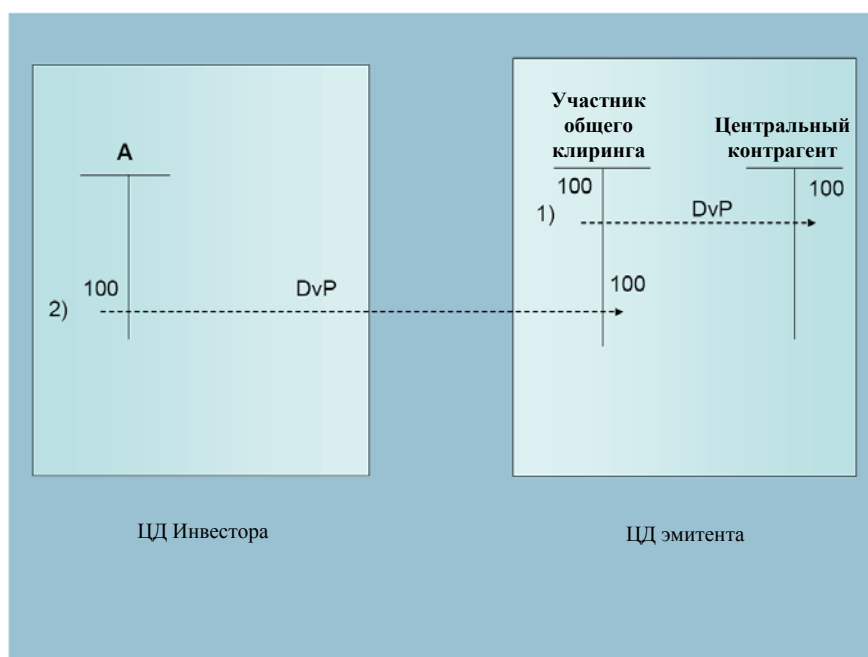 А
100
2)
DvP
Участник
общего
клиринга
Центральный
контрагент
100
100
1)
DvP
100
ЦД Инвестора
ЦД эмитента